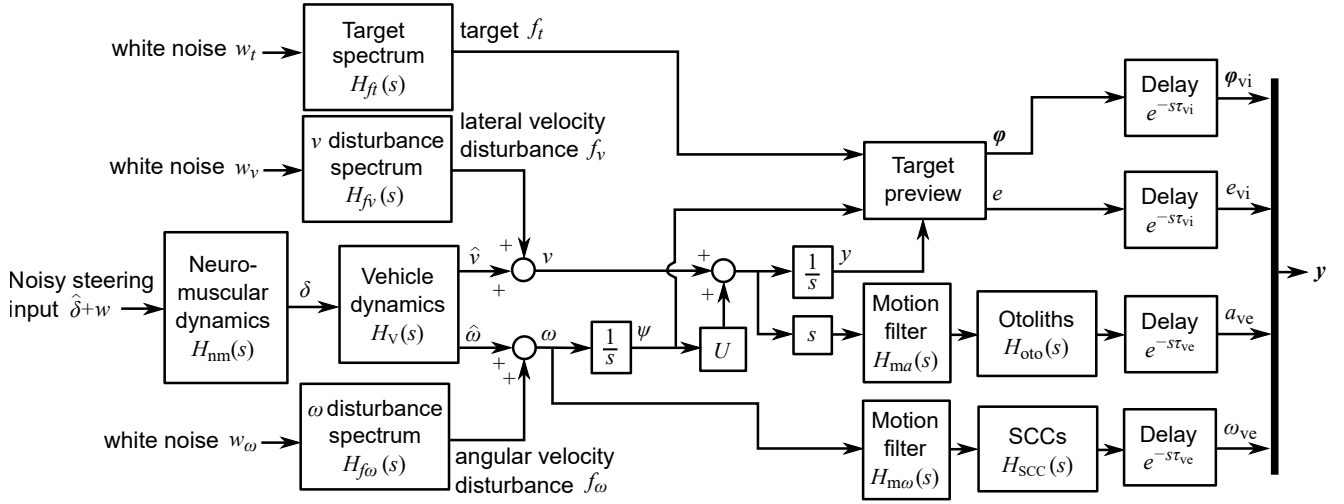 white noise w_t
Target
spectrum
H_ft(s)
target f_t
white noise w_v
v disturbance
spectrum
H_fv(s)
lateral velocity
disturbance f_v
Noisy steering
input δ̂+w
Neuro-
muscular
dynamics
H_nm(s)
δ
Vehicle
dynamics
H_V(s)
v̂
+
+
v
ω̂
+
+
ω
white noise w_ω
ω disturbance
spectrum
H_fω(s)
angular velocity
disturbance f_ω
1/s
ψ
U
+
+
1/s
y
s
Target
preview
φ
e
Motion
filter
H_ma(s)
Otoliths
H_oto(s)
Motion
filter
H_mω(s)
SCCs
H_SCC(s)
Delay
e^−sτ_vi
φ_vi
Delay
e^−sτ_vi
e_vi
Delay
e^−sτ_ve
a_ve
Delay
e^−sτ_ve
ω_ve
y